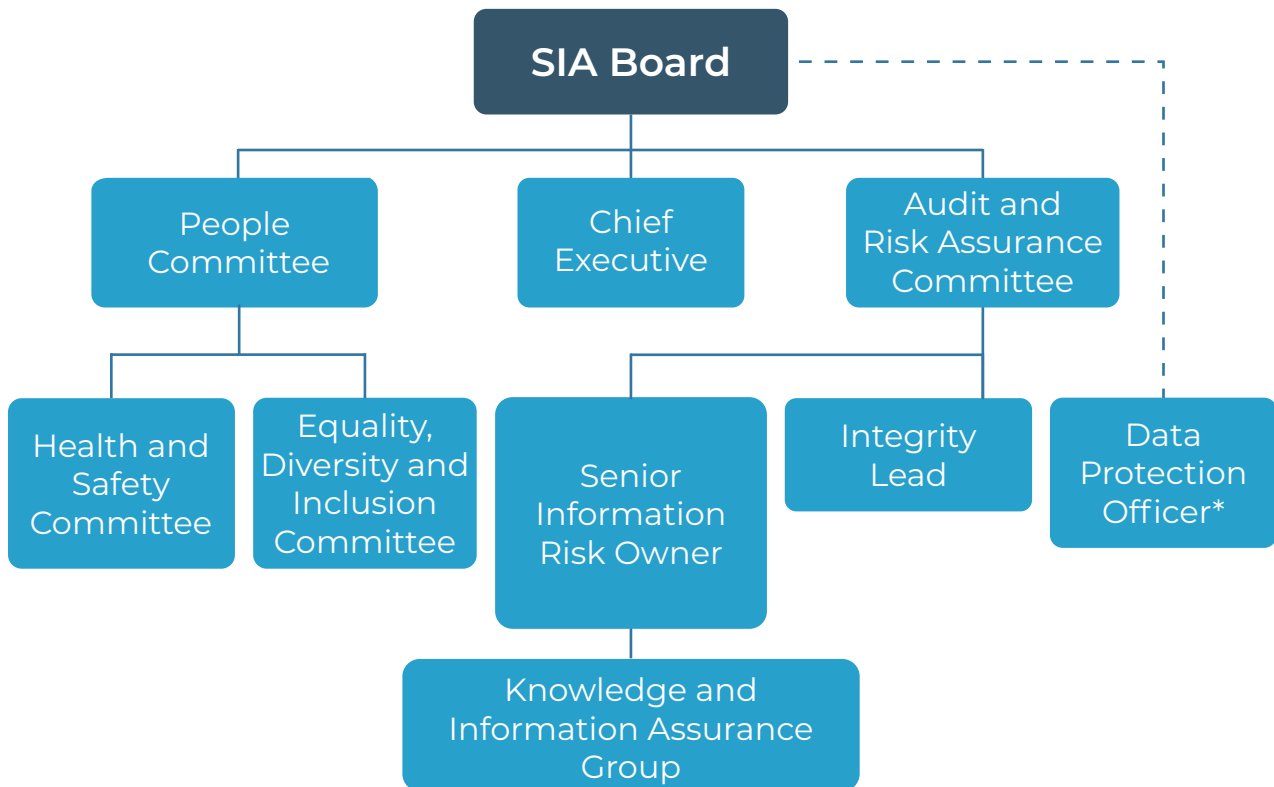 SIA Board
People
Committee
Chief
Executive
Audit and
Risk Assurance
Committee
Health and
Safety
Committee
Equality,
Diversity and
Inclusion
Committee
Senior
Information
Risk Owner
Integrity
Lead
Data
Protection
Officer*
Knowledge and
Information Assurance
Group